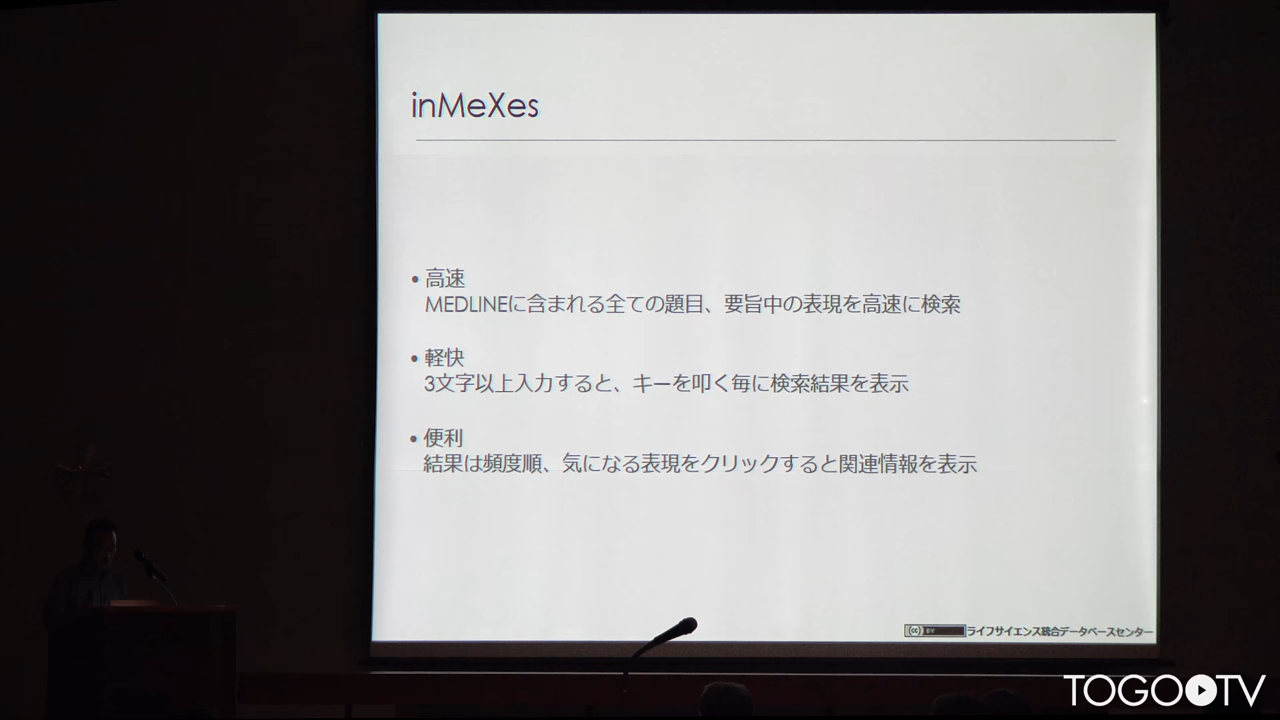 inMeXes
• 高速
MEDLINEに含まれる全ての題目、要旨中の表現を高速に検索
• 軽快
3文字以上入力すると、キーを叩く毎に検索結果を表示
• 便利
結果は頻度順、気になる表現をクリックすると関連情報を表示
(cc) BY ライフサイエンス統合データベースセンター
TOGOTV